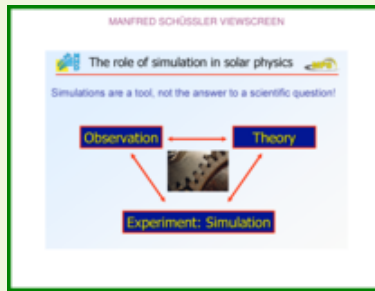 MANFRED SCHÜSSLER VIEWSCREEN
The role of simulation in solar physics
Simulations are a tool, not the answer to a scientific question!
Observation
Theory
Experiment: Simulation